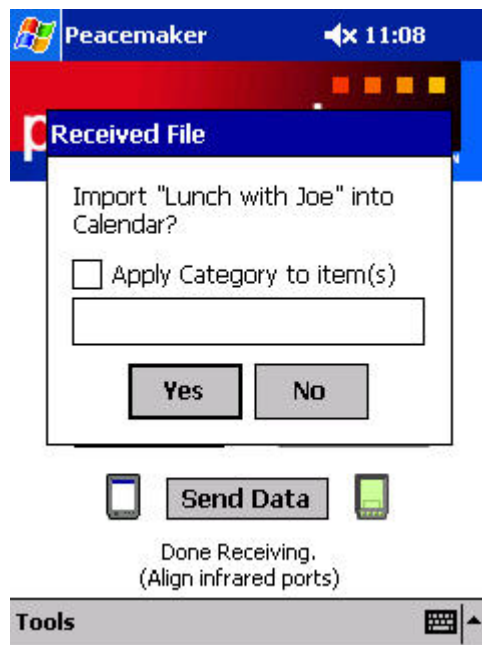 Peacemaker
11:08
p
Received File
Import "Lunch with Joe" into
Calendar?
Apply Category to item(s)
Yes
No
Send Data
Done Receiving.
(Align infrared ports)
Tools